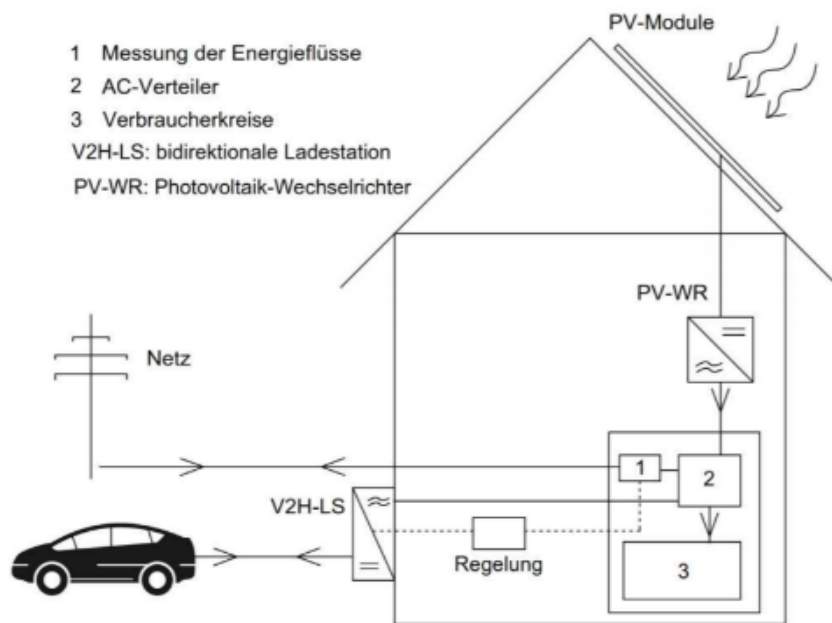 PV-Module
1 Messung der Energieflüsse
2 AC-Verteiler
3 Verbraucherkreise
V2H-LS: bidirektionale Ladestation
PV-WR: Photovoltaik-Wechselrichter
PV-WR
Netz
1
2
V2H-LS
Regelung
3